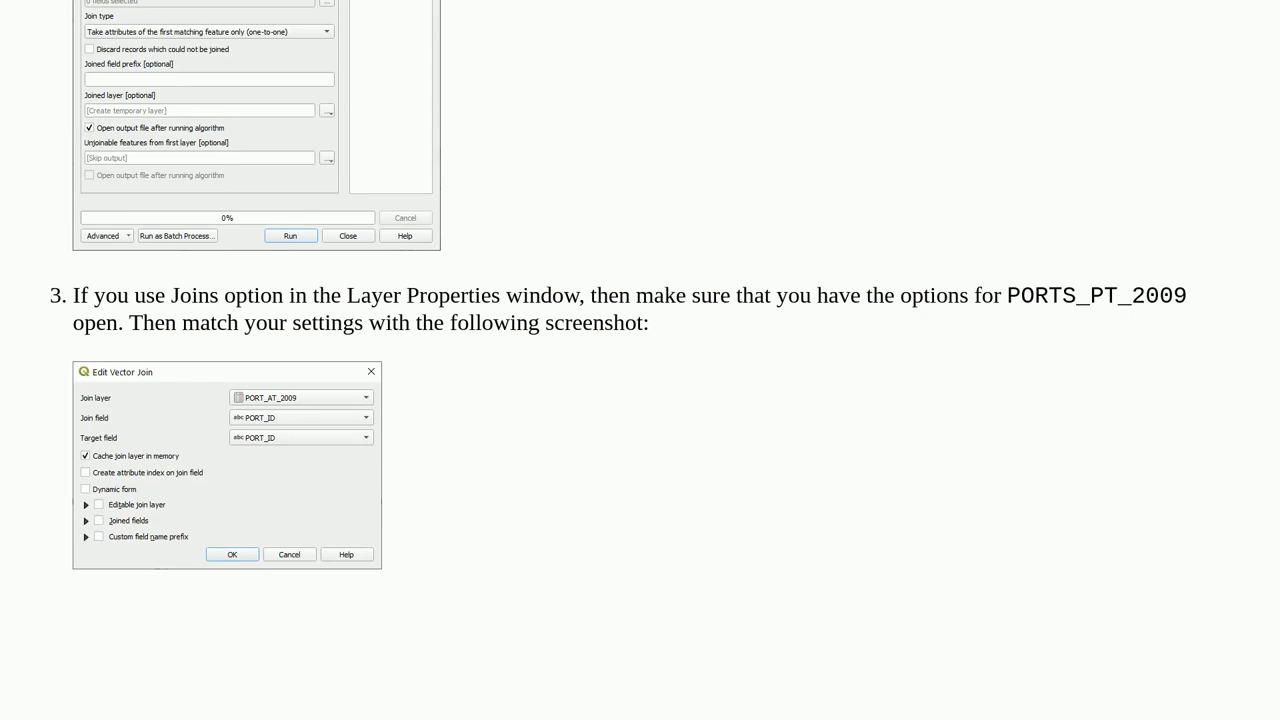 0 fields selected
...
Join type
Take attributes of the first matching feature only (one-to-one)
Discard records which could not be joined
Joined field prefix [optional]
Joined layer [optional]
[Create temporary layer]
...
Open output file after running algorithm
Unjoinable features from first layer [optional]
[Skip output]
...
Open output file after running algorithm
0%
Cancel
Advanced
Run as Batch Process...
Run
Close
Help
3. If you use Joins option in the Layer Properties window, then make sure that you have the options for PORTS_PT_2009
open. Then match your settings with the following screenshot:
Edit Vector Join
Join layer
PORT_AT_2009
Join field
abc PORT_ID
Target field
abc PORT_ID
Cache join layer in memory
Create attribute index on join field
Dynamic form
Editable join layer
Joined fields
Custom field name prefix
OK
Cancel
Help